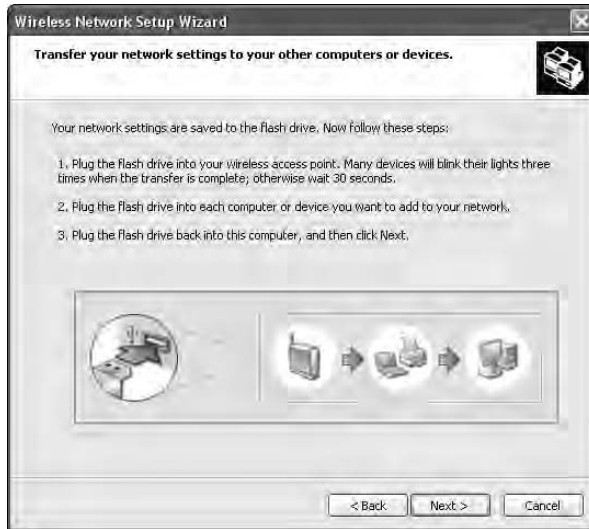 Wireless Network Setup Wizard
Transfer your network settings to your other computers or devices.
Your network settings are saved to the flash drive. Now follow these steps:
1. Plug the flash drive into your wireless access point. Many devices will blink their lights three
times when the transfer is complete; otherwise wait 30 seconds.
2. Plug the flash drive into each computer or device you want to add to your network.
3. Plug the flash drive back into this computer, and then click Next.
< Back
Next >
Cancel